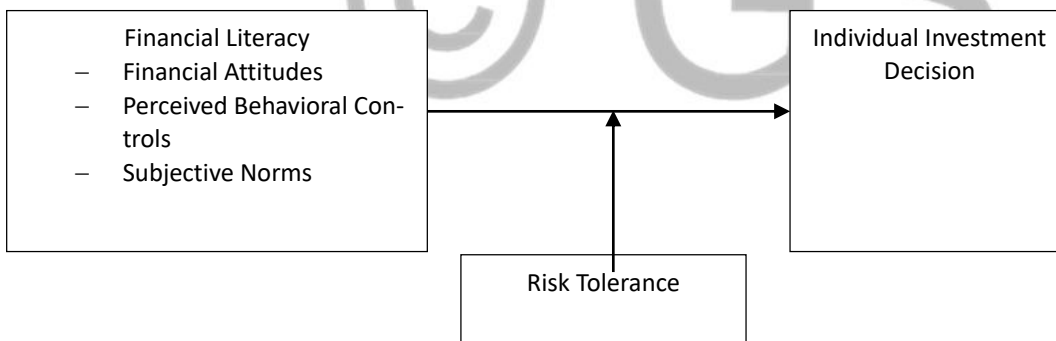 Financial Literacy
– Financial Attitudes
– Perceived Behavioral Con-
trols
– Subjective Norms
Individual Investment
Decision
Risk Tolerance